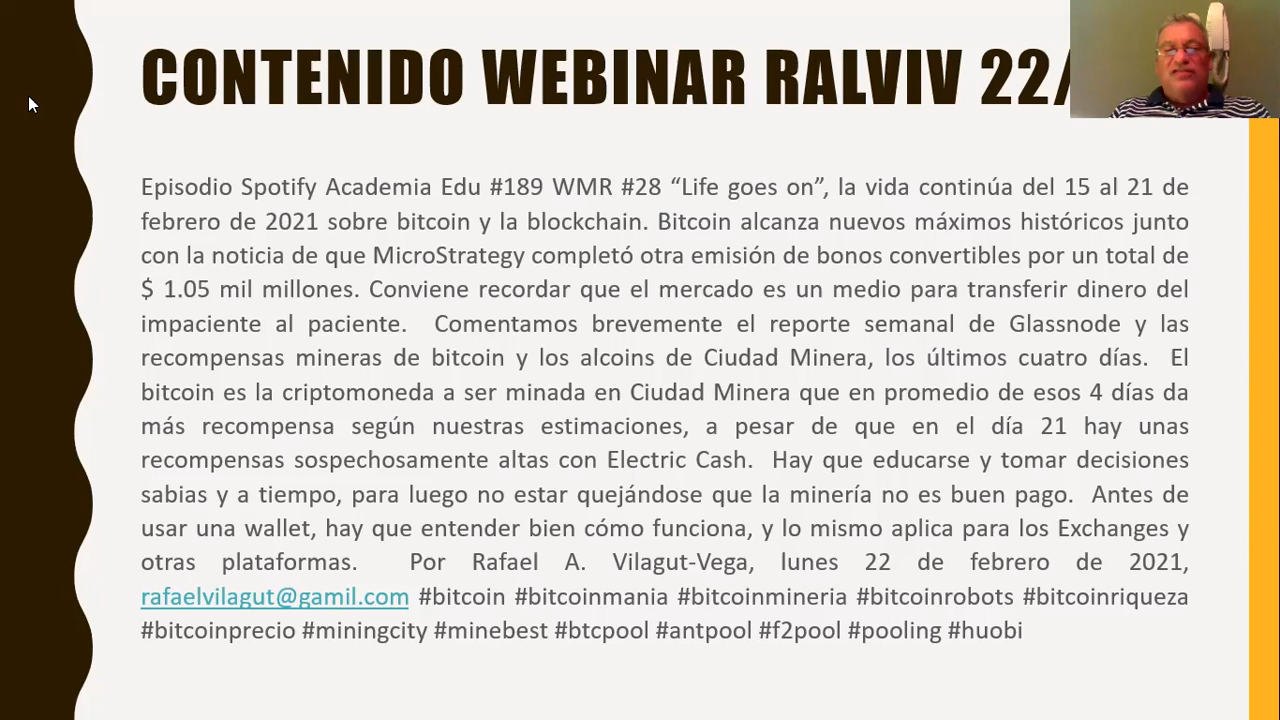 CONTENIDO WEBINAR RALVIV 22/
Episodio Spotify Academia Edu #189 WMR #28 “Life goes on”, la vida continúa del 15 al 21 de
febrero de 2021 sobre bitcoin y la blockchain. Bitcoin alcanza nuevos máximos históricos junto
con la noticia de que MicroStrategy completó otra emisión de bonos convertibles por un total de
$ 1.05 mil millones. Conviene recordar que el mercado es un medio para transferir dinero del
impaciente al paciente. Comentamos brevemente el reporte semanal de Glassnode y las
recompensas mineras de bitcoin y los alcoins de Ciudad Minera, los últimos cuatro días. El
bitcoin es la criptomoneda a ser minada en Ciudad Minera que en promedio de esos 4 días da
más recompensa según nuestras estimaciones, a pesar de que en el día 21 hay unas
recompensas sospechosamente altas con Electric Cash. Hay que educarse y tomar decisiones
sabias y a tiempo, para luego no estar quejándose que la minería no es buen pago. Antes de
usar una wallet, hay que entender bien cómo funciona, y lo mismo aplica para los Exchanges y
otras plataformas. Por Rafael A. Vilagut-Vega, lunes 22 de febrero de 2021,
rafaelvilagut@gamil.com #bitcoin #bitcoinmania #bitcoinmineria #bitcoinrobots #bitcoinriqueza
#bitcoinprecio #miningcity #minebest #btcpool #antpool #f2pool #pooling #huobi